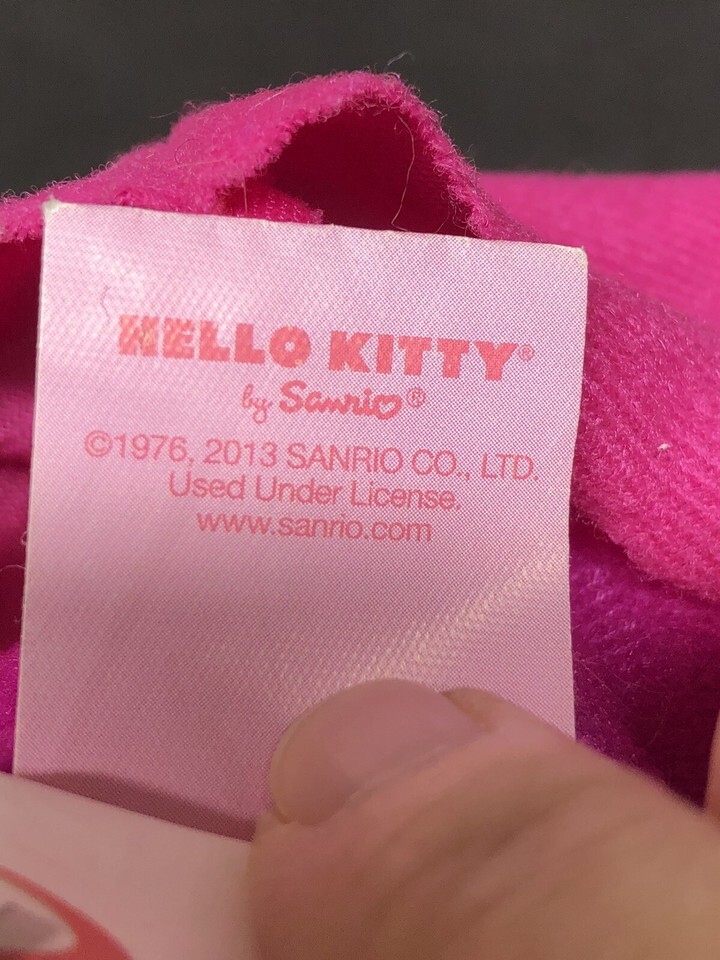 HELLO KITTY®
by Sanrio®
©1976, 2013 SANRIO CO., LTD.
Used Under License.
www.sanrio.com